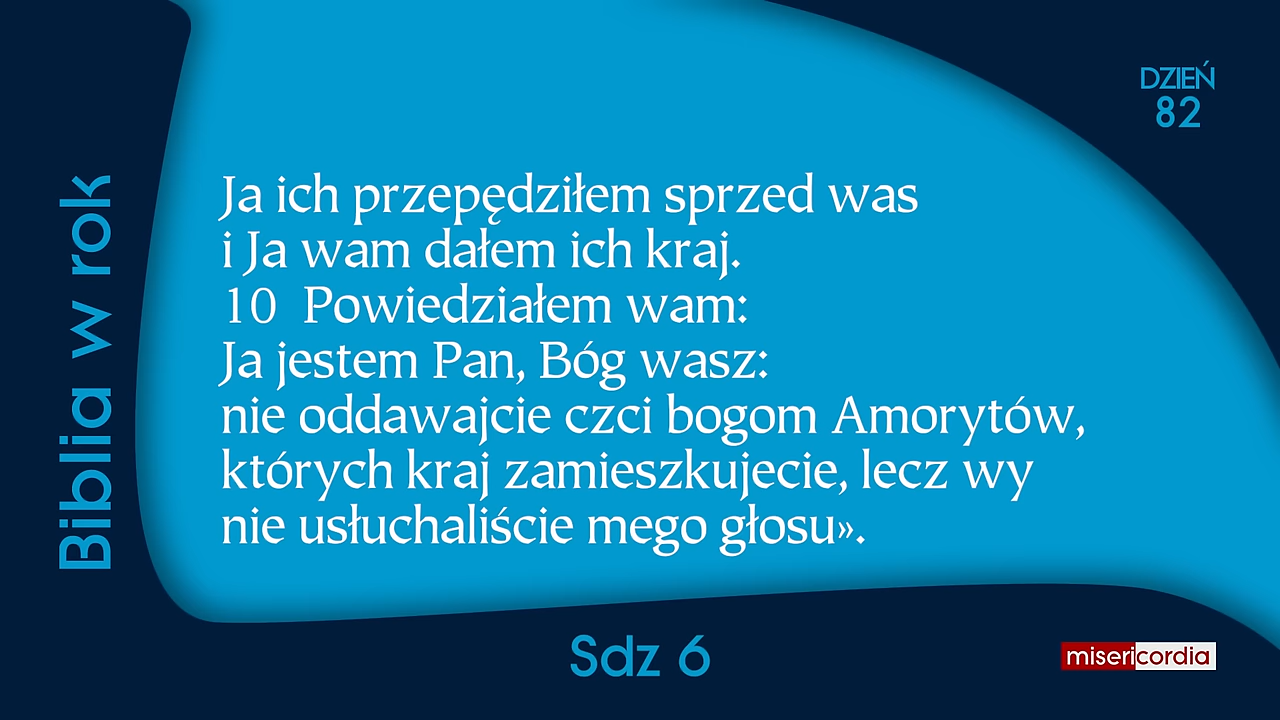 DZIEŃ
82
Biblia w rok
Ja ich przepędziłem sprzed was
i Ja wam dałem ich kraj.
10 Powiedziałem wam:
Ja jestem Pan, Bóg wasz:
nie oddawajcie czci bogom Amorytów,
których kraj zamieszkujecie, lecz wy
nie usłuchaliście mego głosu».
Sdz 6
misericordia